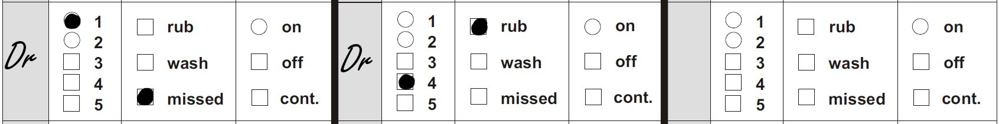 Dr 1 2 3 4 5 rub wash missed on off cont.
Dr 1 2 3 4 5 rub wash missed on off cont.
1 2 3 4 5 rub wash missed on off cont.